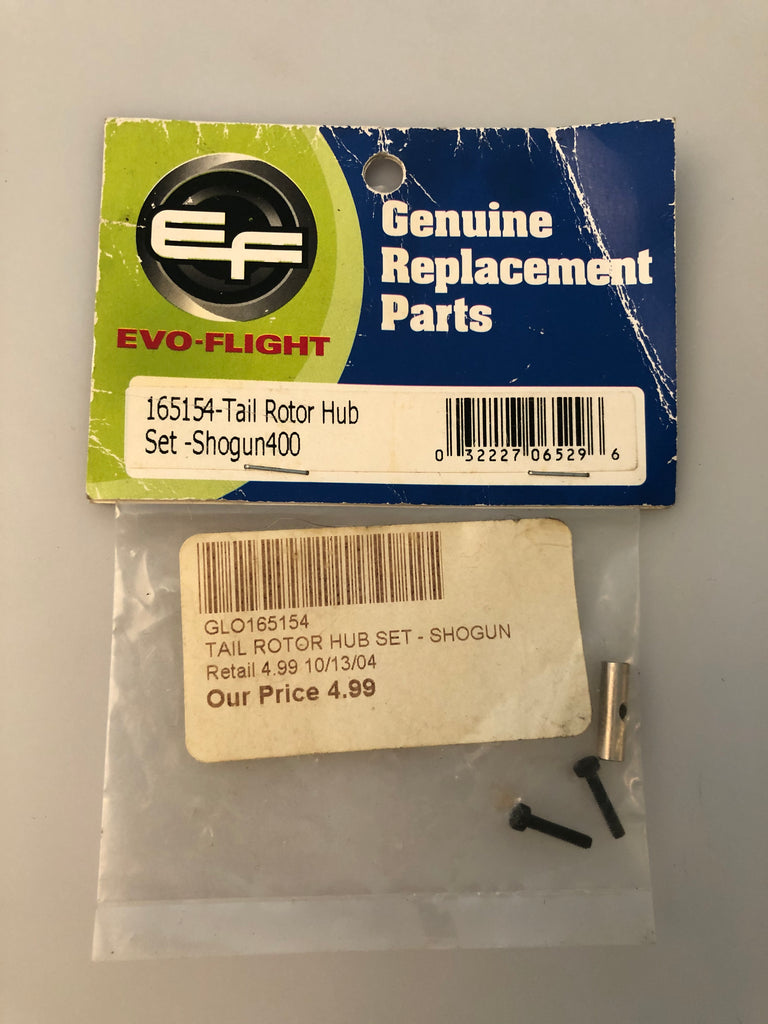 EF
EVO-FLIGHT
Genuine
Replacement
Parts
165154-Tail Rotor Hub
Set -Shogun400
0 32227 06529 6
GLO165154
TAIL ROTOR HUB SET - SHOGUN
Retail 4.99 10/13/04
Our Price 4.99